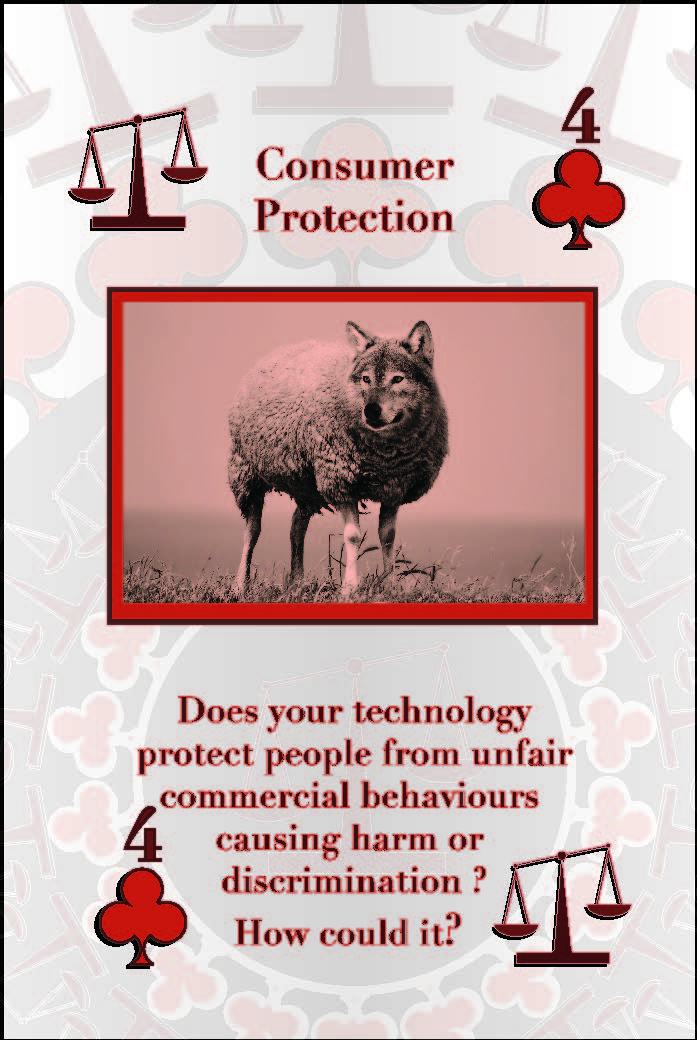 4
Consumer
Protection
Does your technology
protect people from unfair
commercial behaviours
causing harm or
discrimination ?
How could it?
4